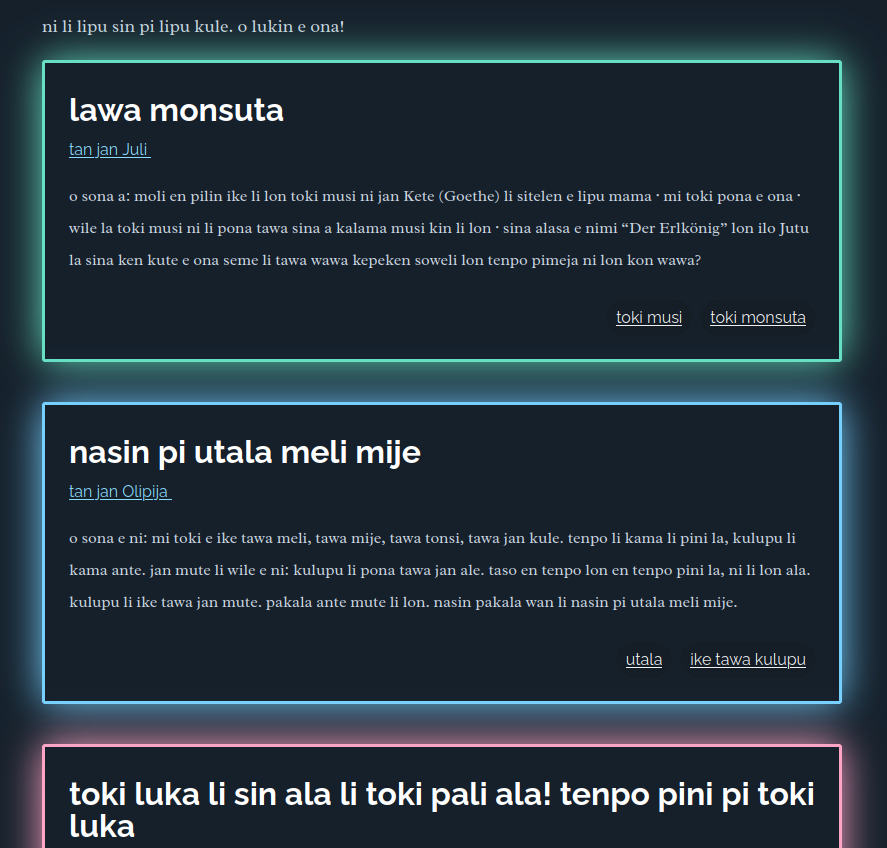 ni li lipu sin pi lipu kule. o lukin e ona!
lawa monsuta
tan jan Juli
o sona a: moli en pilin ike li lon toki musi ni jan Kete (Goethe) li sitelen e lipu mama · mi toki pona e ona ·
wile la toki musi ni li pona tawa sina a kalama musi kin li lon · sina alasa e nimi “Der Erlkönig” lon ilo Jutu
la sina ken kute e ona seme li tawa wawa kepeken soweli lon tenpo pimeja ni lon kon wawa?
toki musi toki monsuta
nasin pi utala meli mije
tan jan Olipija
o sona e ni: mi toki e ike tawa meli, tawa mije, tawa tonsi, tawa jan kule. tenpo li kama li pini la, kulupu li
kama ante. jan mute li wile e ni: kulupu li pona tawa jan ale. taso en tenpo lon en tenpo pini la, ni li lon ala.
kulupu li ike tawa jan mute. pakala ante mute li lon. nasin pakala wan li nasin pi utala meli mije.
utala ike tawa kulupu
toki luka li sin ala li toki pali ala! tenpo pini pi toki
luka